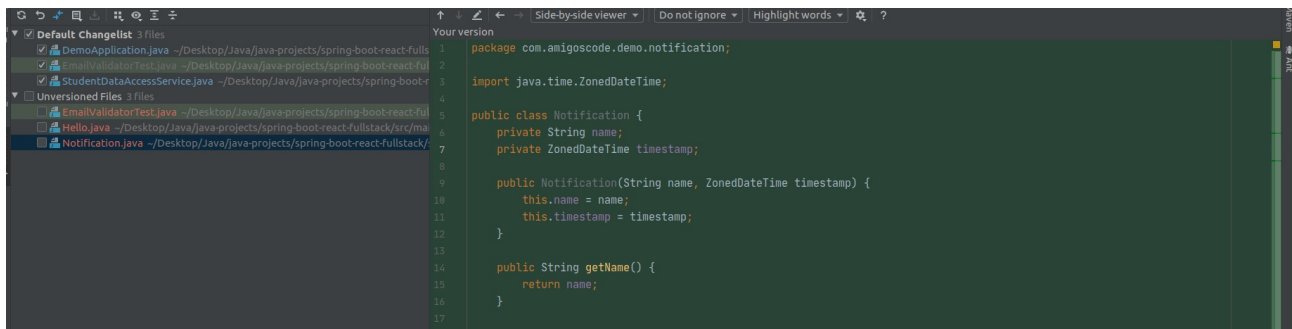 Side-by-side viewer Do not ignore Highlight words ?
Default Changelist 3 files
DemoApplication.java ~/Desktop/Java/java-projects/spring-boot-react-fulls
EmailValidatorTest.java ~/Desktop/Java/java-projects/spring-boot-react-ful
StudentDataAccessService.java ~/Desktop/Java/java-projects/spring-boot-r
Unversioned Files 3 files
EmailValidatorTest.java ~/Desktop/Java/java-projects/spring-boot-react-ful
Hello.java ~/Desktop/Java/java-projects/spring-boot-react-fullstack/src/mai
Notification.java ~/Desktop/Java/java-projects/spring-boot-react-fullstack/
Your version
1 package com.amigoscode.demo.notification;
2
3 import java.time.ZonedDateTime;
4
5 public class Notification {
6 private String name;
7 private ZonedDateTime timestamp;
8
9 public Notification(String name, ZonedDateTime timestamp) {
10 this.name = name;
11 this.timestamp = timestamp;
12 }
13
14 public String getName() {
15 return name;
16 }
17
Ant